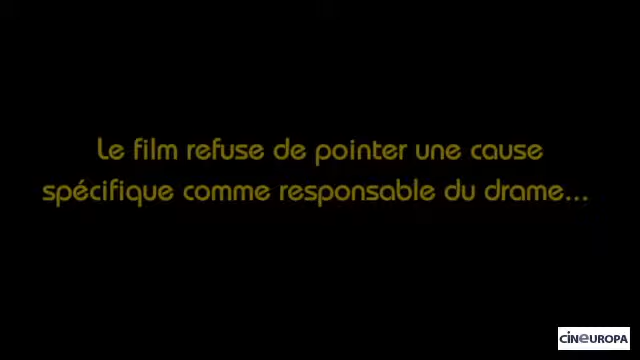 Le film refuse de pointer une cause
spécifique comme responsable du drame...
cineuropa